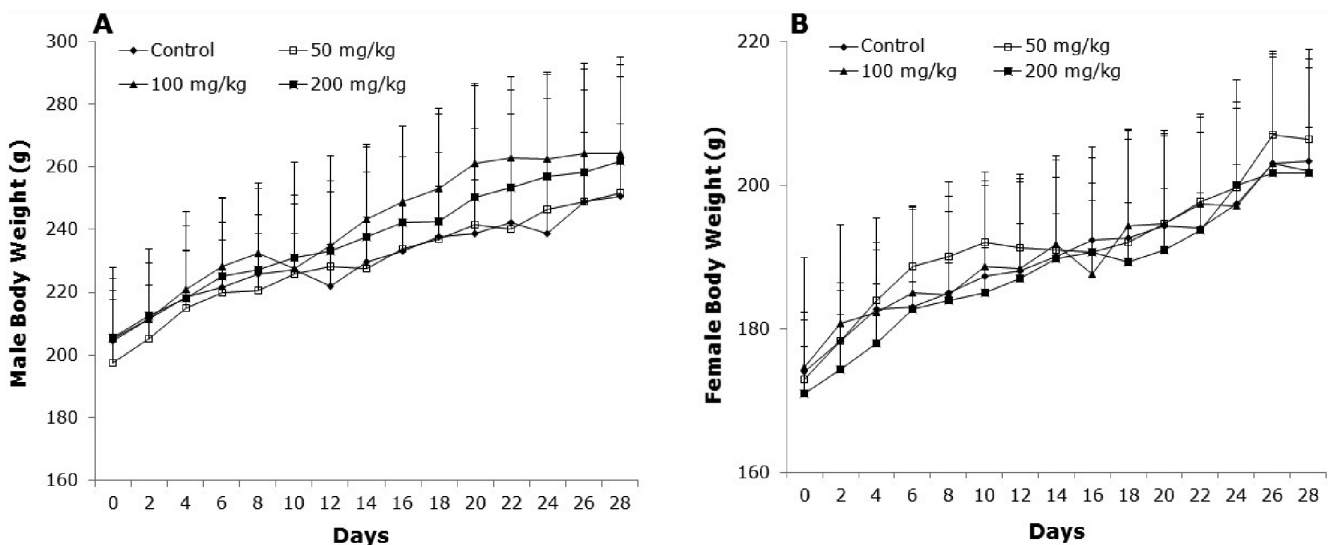 A
Control
50 mg/kg
100 mg/kg
200 mg/kg
Male Body Weight (g)
300
280
260
240
220
200
180
160
0 2 4 6 8 10 12 14 16 18 20 22 24 26 28
Days
B
Control
50 mg/kg
100 mg/kg
200 mg/kg
Female Body Weight (g)
220
200
180
160
0 2 4 6 8 10 12 14 16 18 20 22 24 26 28
Days